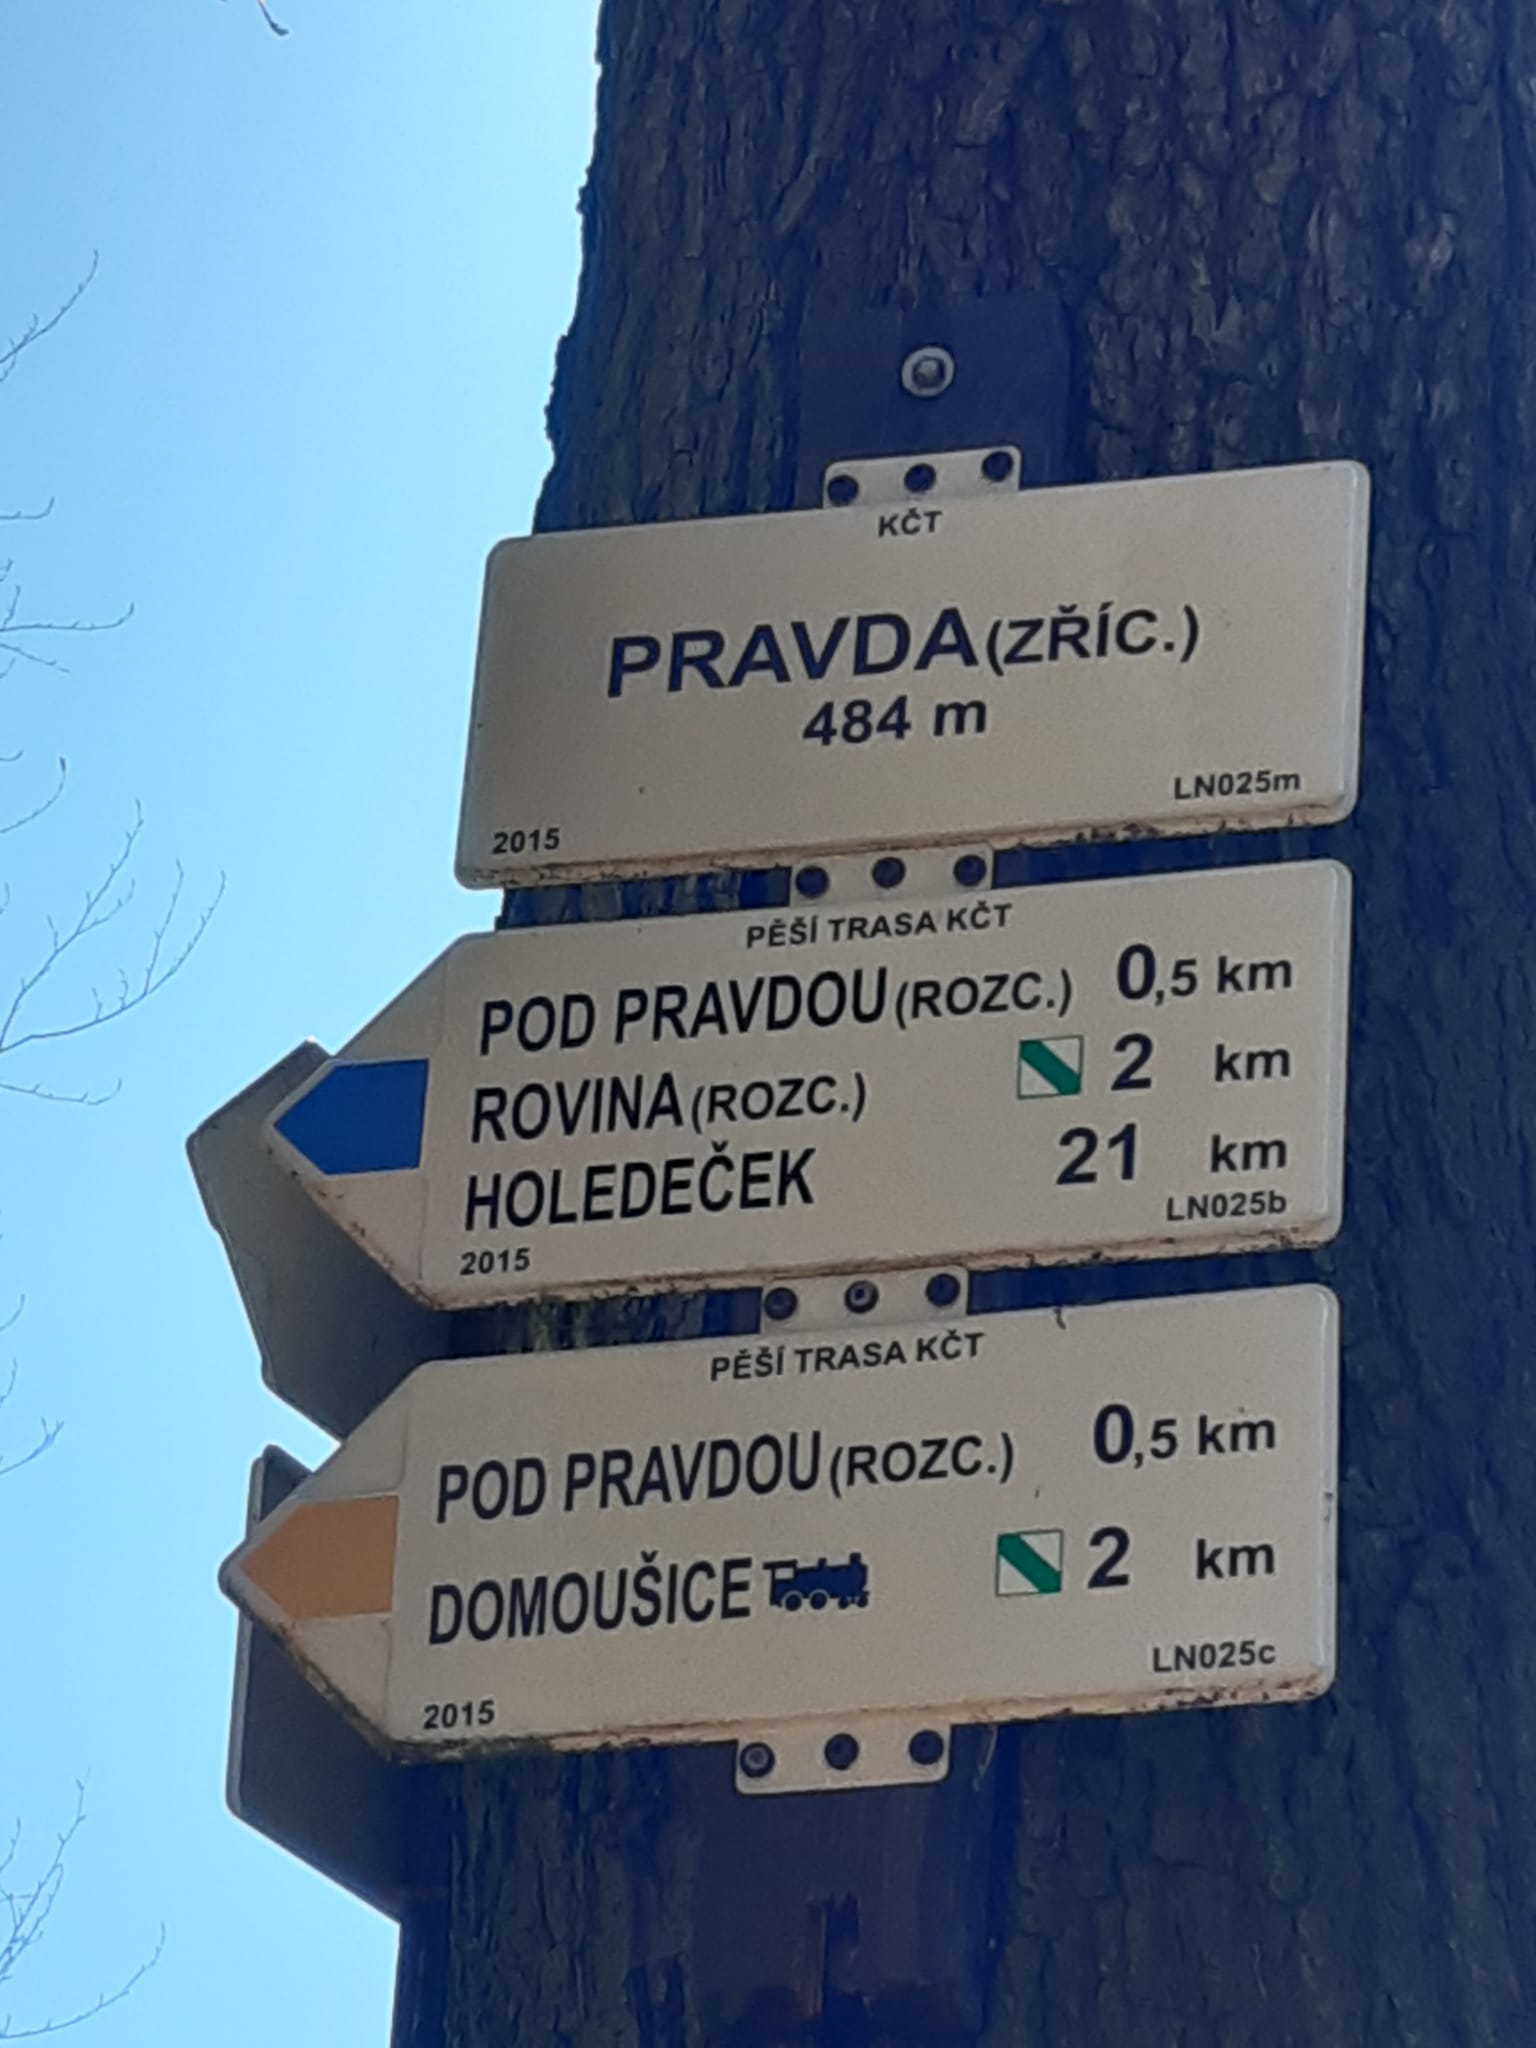 KČT
PRAVDA (ZŘÍC.)
484 m
2015 LN025m
PĚŠÍ TRASA KČT
POD PRAVDOU (ROZC.) 0,5 km
ROVINA (ROZC.) 2 km
HOLEDEČEK 21 km
2015 LN025b
PĚŠÍ TRASA KČT
POD PRAVDOU (ROZC.) 0,5 km
DOMOUŠICE 2 km
2015 LN025c